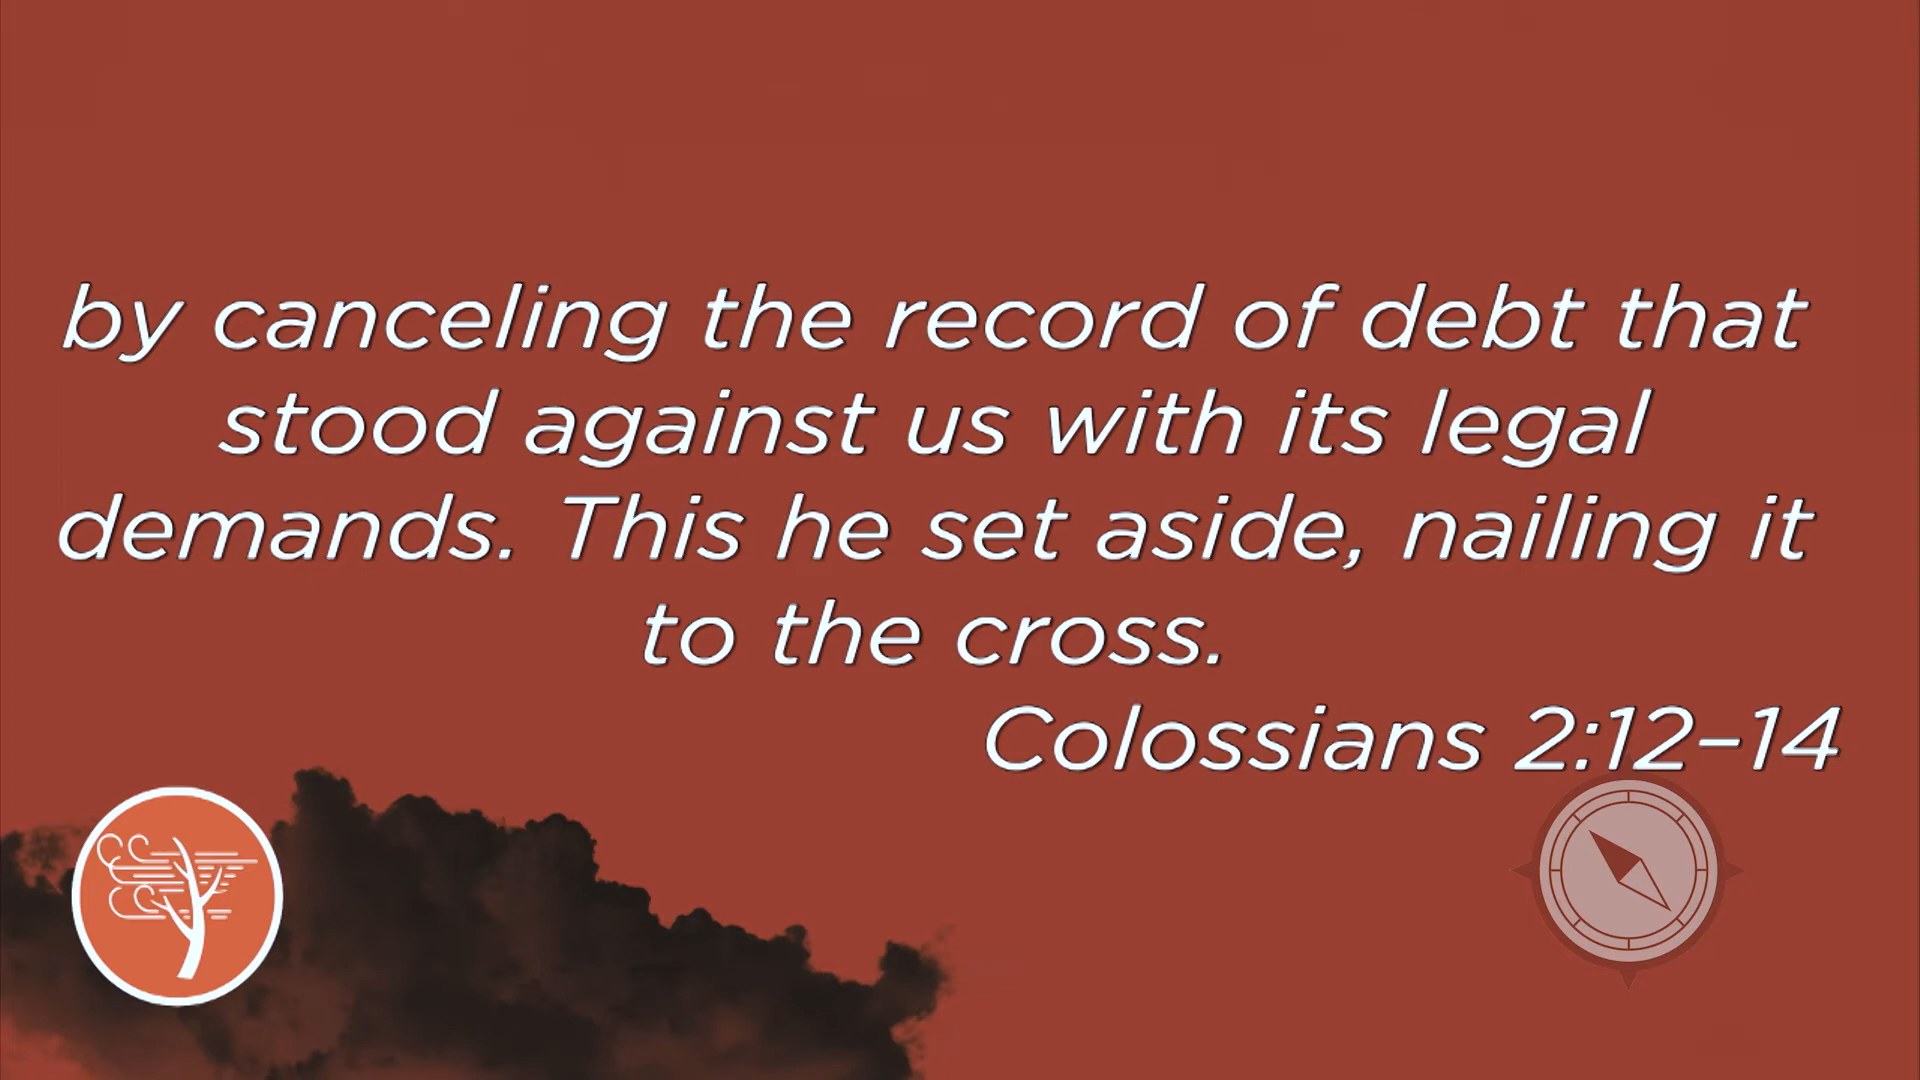 by canceling the record of debt that
stood against us with its legal
demands. This he set aside, nailing it
to the cross.
Colossians 2:12–14